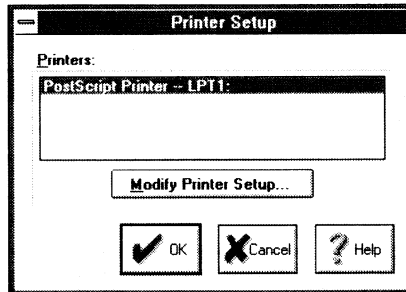 Printer Setup
Printers:
PostScript Printer -- LPT1:
Modify Printer Setup...
OK
Cancel
Help